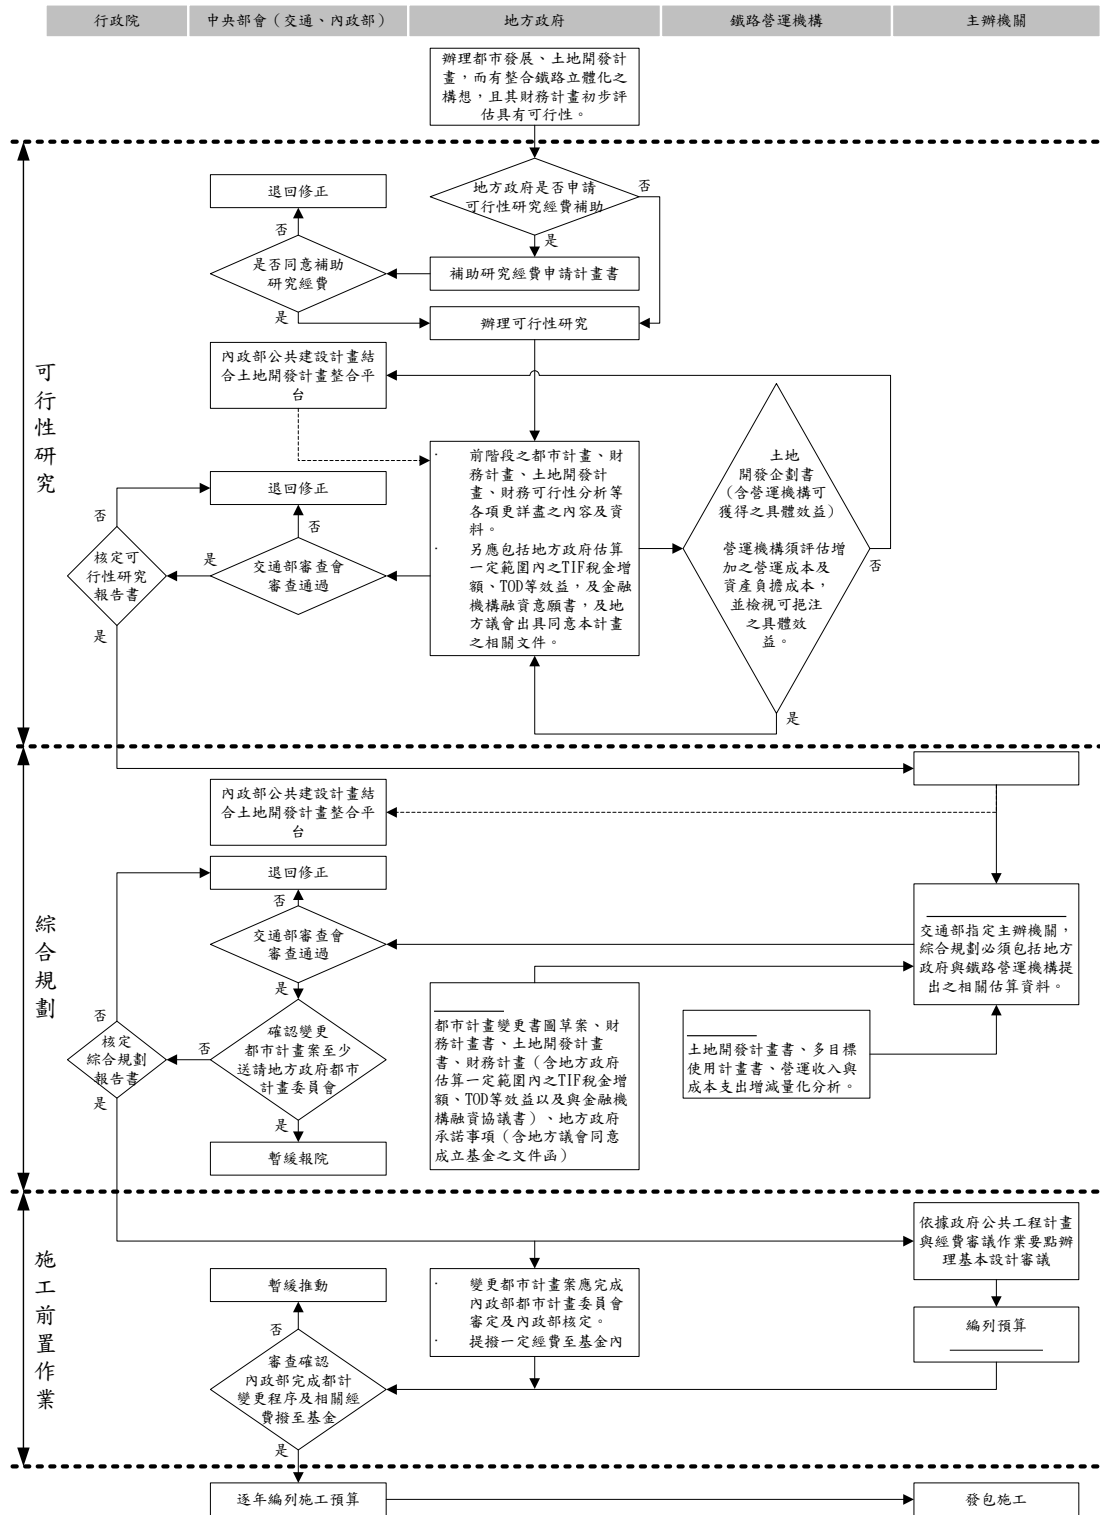 行政院
中央部會（交通、內政部）
地方政府
鐵路營運機構
主辦機關
辦理都市發展、土地開發計
畫，而有整合鐵路立體化之
構想，且其財務計畫初步評
估具有可行性。
可行性研究
地方政府是否申請
可行性研究經費補助
否
是
退回修正
否
是否同意補助
研究經費
是
補助研究經費申請計畫書
辦理可行性研究
內政部公共建設計畫結
合土地開發計畫整合平
台
· 前階段之都市計畫、財
務計畫、土地開發計
畫、財務可行性分析等
各項更詳盡之內容及資
料。
· 另應包括地方政府估算
一定範圍內之TIF稅金增
額、TOD等效益，及金融
機構融資意願書，及地
方議會出具同意本計畫
之相關文件。
土地
開發企劃書
（含營運機構可
獲得之具體效益）
營運機構須評估增
加之營運成本及
資產負擔成本，
並檢視可挹注
之具體效
益。
否
是
退回修正
否
交通部審查會
審查通過
是
否
核定可
行性研究
報告書
是
綜合規劃
內政部公共建設計畫結
合土地開發計畫整合平
台
退回修正
否
交通部審查會
審查通過
是
交通部指定主辦機關，
綜合規劃必須包括地方
政府與鐵路營運機構提
出之相關估算資料。
都市計畫變更書圖草案、財
務計畫書、土地開發計畫
書、財務計畫（含地方政府
估算一定範圍內之TIF稅金增
額、TOD等效益以及與金融機
構融資協議書）、地方政府
承諾事項（含地方議會同意
成立基金之文件函）
土地開發計畫書、多目標
使用計畫書、營運收入與
成本支出增減量化分析。
確認變更
都市計畫案至少
送請地方政府都市
計畫委員會
否
是
暫緩報院
否
核定
綜合規劃
報告書
是
施工前置作業
依據政府公共工程計畫
與經費審議作業要點辦
理基本設計審議
編列預算
· 變更都市計畫案應完成
內政部都市計畫委員會
審定及內政部核定。
· 提撥一定經費至基金內
暫緩推動
否
審查確認
內政部完成都計
變更程序及相關經
費撥至基金
是
逐年編列施工預算
發包施工